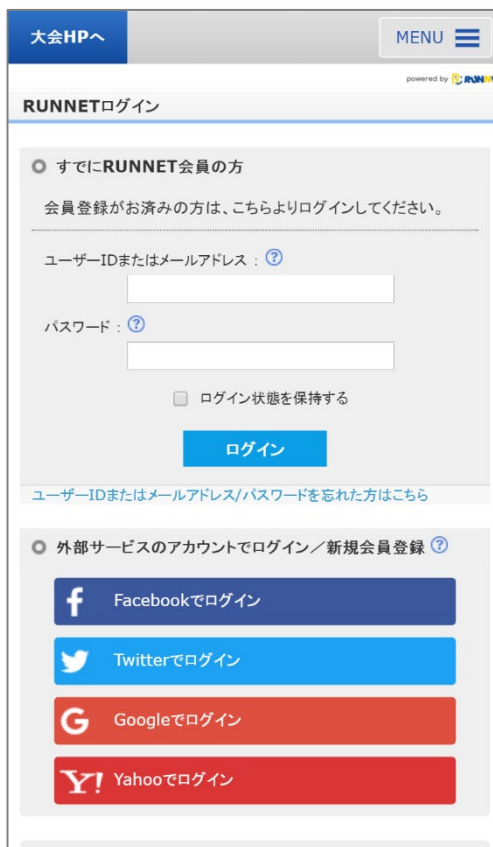 大会HPへ
MENU
powered by RUNNET
RUNNETログイン
すでにRUNNET会員の方
会員登録がお済みの方は、こちらよりログインしてください。
ユーザーIDまたはメールアドレス : ?
パスワード : ?
ログイン状態を保持する
ログイン
ユーザーIDまたはメールアドレス/パスワードを忘れた方はこちら
外部サービスのアカウントでログイン／新規会員登録 ?
f Facebookでログイン
Twitterでログイン
G Googleでログイン
Y! Yahooでログイン